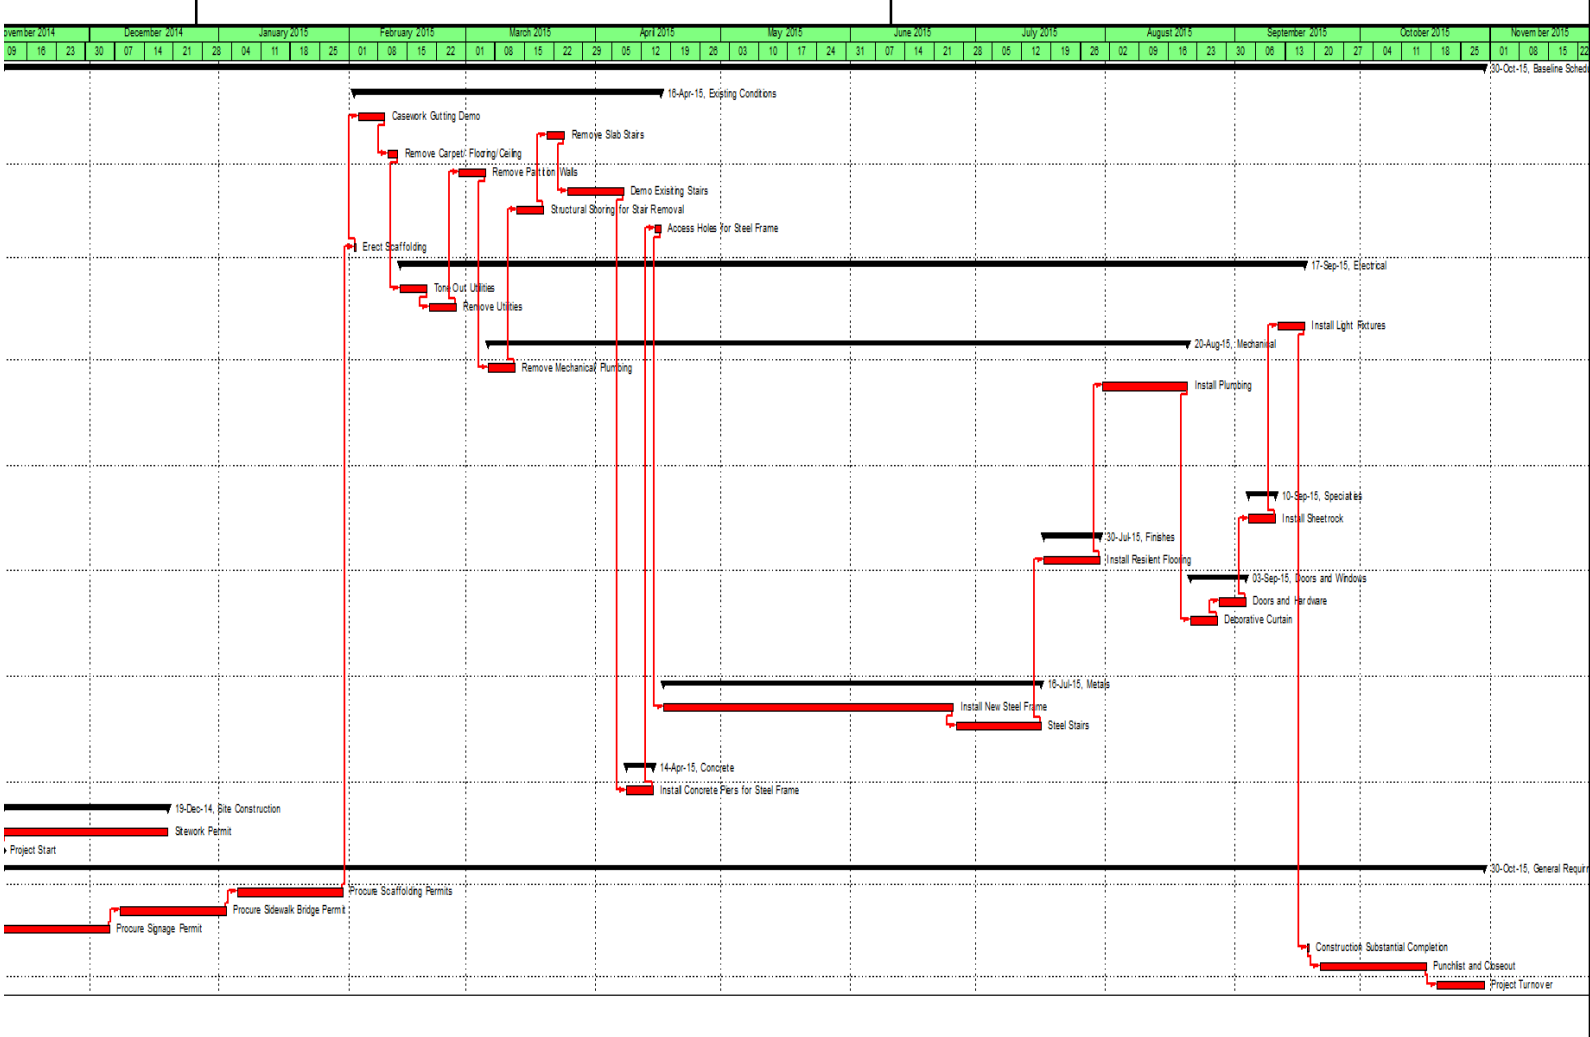 ovember 2014 December 2014 January 2015 February 2015 March 2015 April 2015 May 2015 June 2015 July 2015 August 2015 September 2015 October 2015 November 2015
09 16 23 30 07 14 21 28 04 11 18 25 01 08 15 22 01 08 15 22 29 05 12 19 26 03 10 17 24 31 07 14 21 28 05 12 19 26 02 09 16 23 30 06 13 20 27 04 11 18 25 01 08 15 22
30-Oct-15, Baseline Schedu
16-Apr-15, Existing Conditions
Casework Gutting Demo
Remove Slab Stairs
Remove Carpet/ Flooring/Ceiling
Remove Partition Walls
Demo Existing Stairs
Structural Shoring for Stair Removal
Access Holes for Steel Frame
Erect Scaffolding
17-Sep-15, Electrical
Tone Out Utilities
Remove Utilities
Install Light Fixtures
20-Aug-15, Mechanical
Remove Mechanical/ Plumbing
Install Plumbing
10-Sep-15, Specialties
Install Sheetrock
30-Jul-15, Finishes
Install Resilent Flooring
03-Sep-15, Doors and Windows
Doors and Hardware
Decorative Curtain
16-Jul-15, Metals
Install New Steel Frame
Steel Stairs
14-Apr-15, Concrete
Install Concrete Piers for Steel Frame
19-Dec-14, Site Construction
Sitework Permit
Project Start
30-Oct-15, General Requir
Procure Scaffolding Permits
Procure Sidewalk Bridge Permit
Procure Signage Permit
Construction Substantial Completion
Punchlist and Closeout
Project Turnover